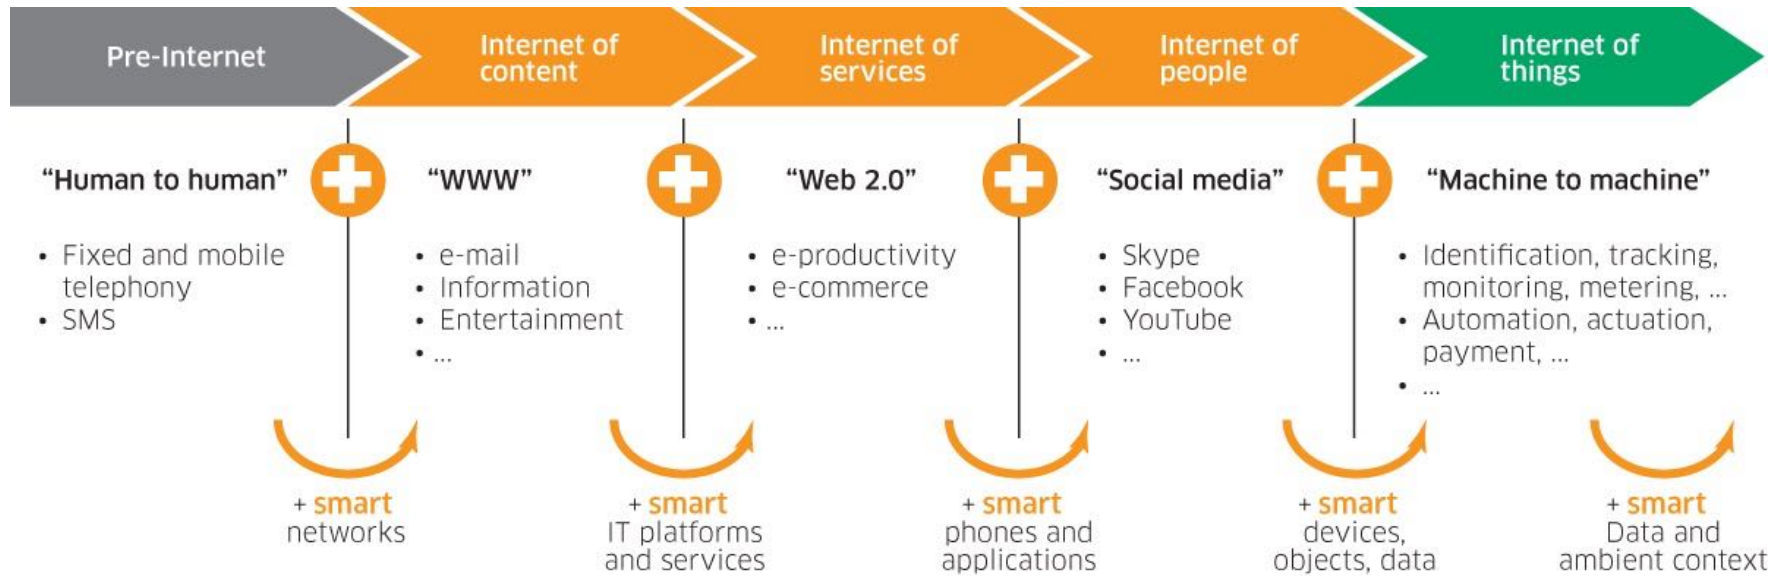 Pre-Internet
Internet of
content
Internet of
services
Internet of
people
Internet of
things
“Human to human”
• Fixed and mobile
telephony
• SMS
“WWW”
• e-mail
• Information
• Entertainment
• ...
“Web 2.0”
• e-productivity
• e-commerce
• ...
“Social media”
• Skype
• Facebook
• YouTube
• ...
“Machine to machine”
• Identification, tracking,
monitoring, metering, ...
• Automation, actuation,
payment, ...
• ...
+ smart
networks
+ smart
IT platforms
and services
+ smart
phones and
applications
+ smart
devices,
objects, data
+ smart
Data and
ambient context